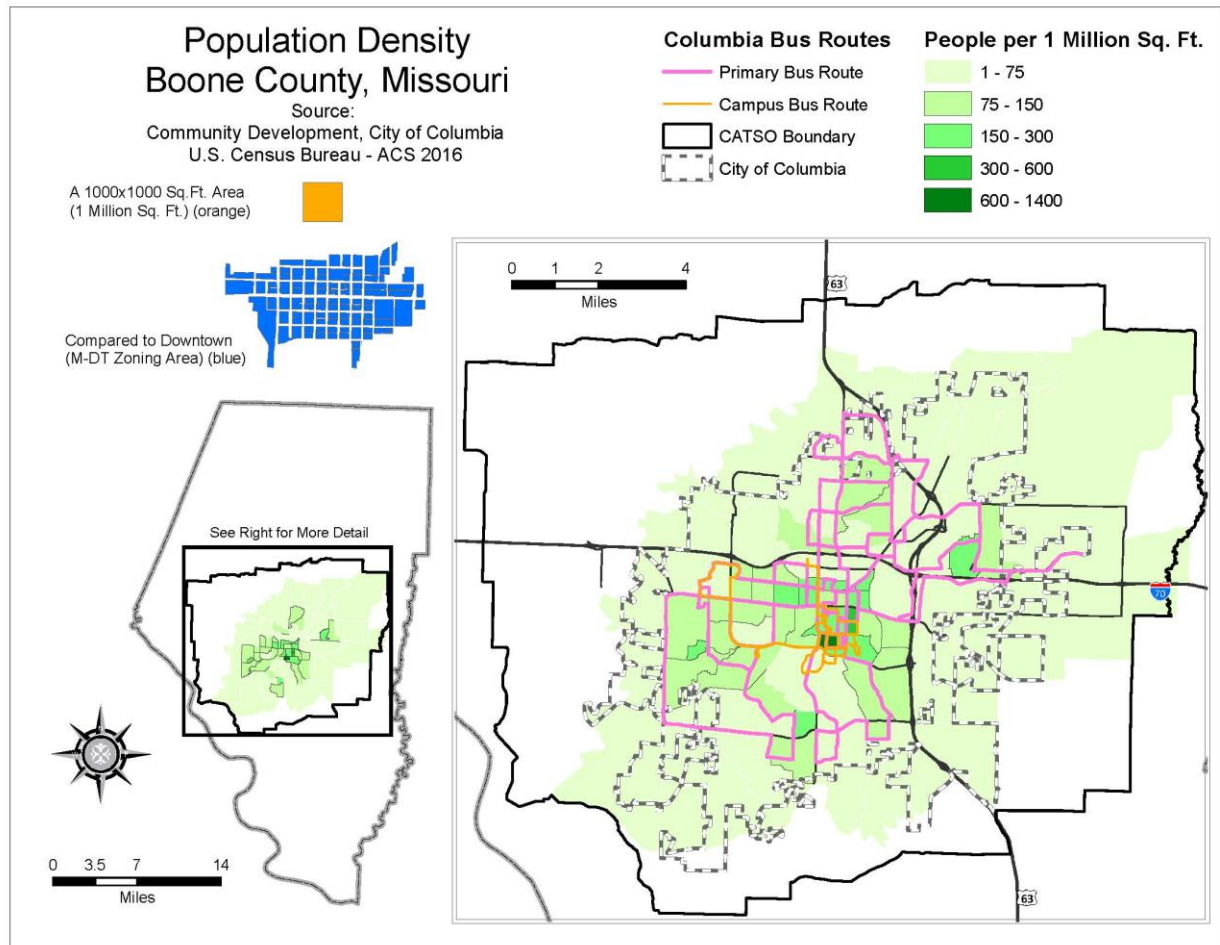 Population Density
Boone County, Missouri
Source:
Community Development, City of Columbia
U.S. Census Bureau - ACS 2016
A 1000x1000 Sq.Ft. Area
(1 Million Sq. Ft.) (orange)
Compared to Downtown
(M-DT Zoning Area) (blue)
Columbia Bus Routes
Primary Bus Route
Campus Bus Route
CATSO Boundary
City of Columbia
People per 1 Million Sq. Ft.
1 - 75
75 - 150
150 - 300
300 - 600
600 - 1400
See Right for More Detail
0 3.5 7 14
Miles
0 1 2 4
Miles
63
70
63